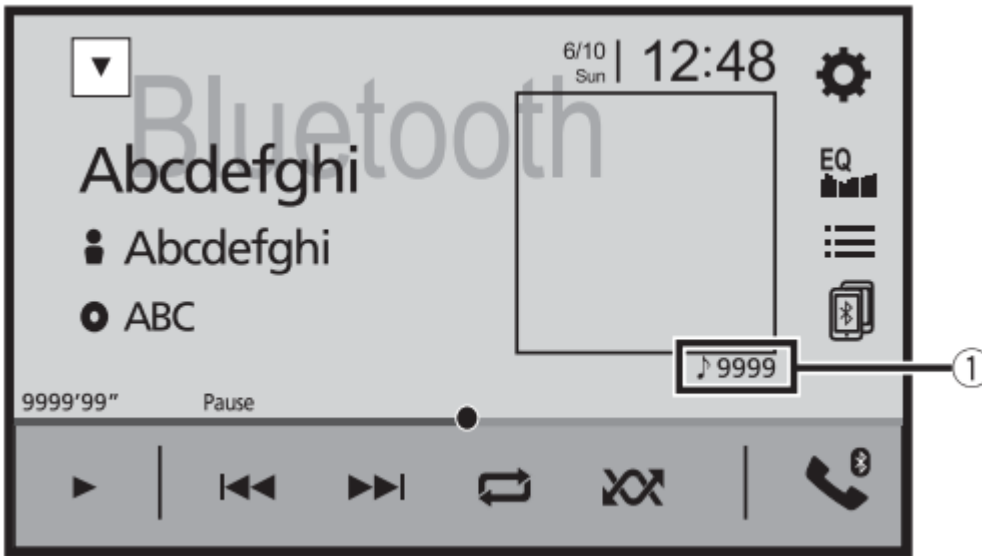 Bluetooth
6/10
Sun
12:48
Abcdefghi
EQ
Abcdefghi
ABC
♪ 9999
1
9999'99"
Pause